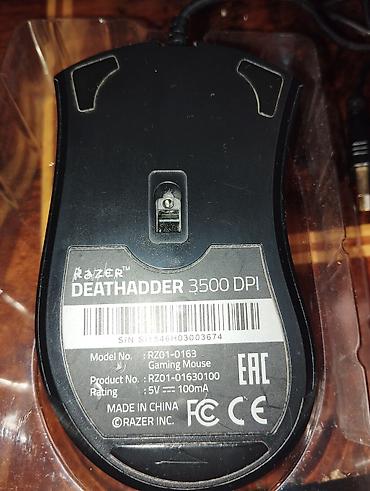 RAZER™
DEATHADDER 3500 DPI
Model No. : RZ01-0163
Gaming Mouse
Product No. : RZ01-01630100
Rating : 5V ⎓ 100mA
EAC
MADE IN CHINA
©RAZER INC.
FC CE